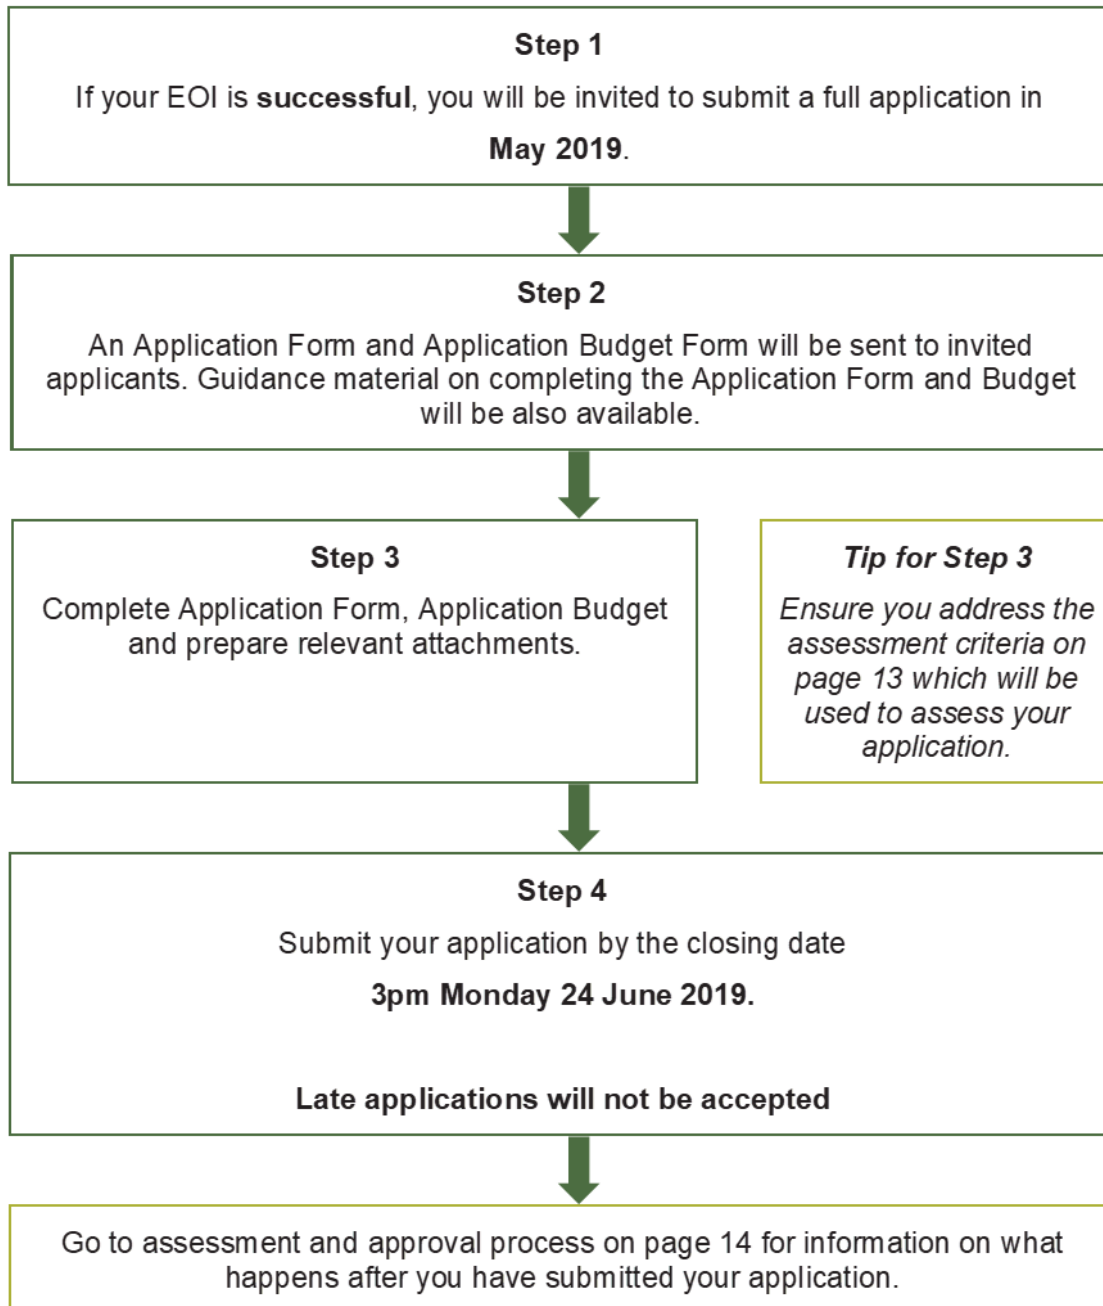 Step 1
If your EOI is successful, you will be invited to submit a full application in
May 2019.
Step 2
An Application Form and Application Budget Form will be sent to invited
applicants. Guidance material on completing the Application Form and Budget
will be also available.
Step 3
Complete Application Form, Application Budget
and prepare relevant attachments.
Tip for Step 3
Ensure you address the
assessment criteria on
page 13 which will be
used to assess your
application.
Step 4
Submit your application by the closing date
3pm Monday 24 June 2019.
Late applications will not be accepted
Go to assessment and approval process on page 14 for information on what
happens after you have submitted your application.